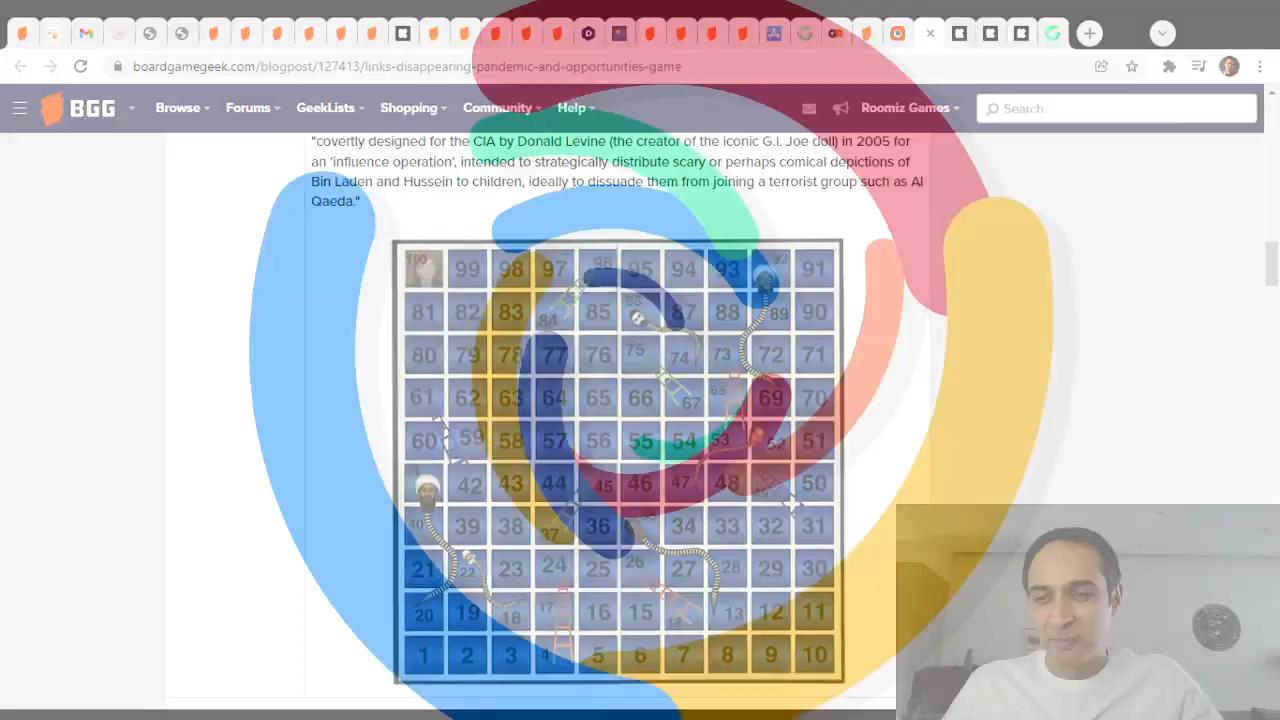 boardgamegeek.com/blogpost/127413/links-disappearing-pandemic-and-opportunities-game
BGG Browse Forums GeekLists Shopping Community Help Roomiz Games Search
"covertly designed for the CIA by Donald Levine (the creator of the iconic G.I. Joe doll) in 2005 for
an 'influence operation', intended to strategically distribute scary or perhaps comical depictions of
Bin Laden and Hussein to children, ideally to dissuade them from joining a terrorist group such as Al
Qaeda."
100 99 98 97 96 95 94 93 92 91
81 82 83 84 85 86 87 88 89 90
80 79 78 77 76 75 74 73 72 71
61 62 63 64 65 66 67 68 69 70
60 59 58 57 56 55 54 53 52 51
42 43 44 45 46 47 48 49 50
40 39 38 37 36 34 33 32 31
21 22 23 24 25 26 27 28 29 30
20 19 18 17 16 15 14 13 12 11
1 2 3 4 5 6 7 8 9 10